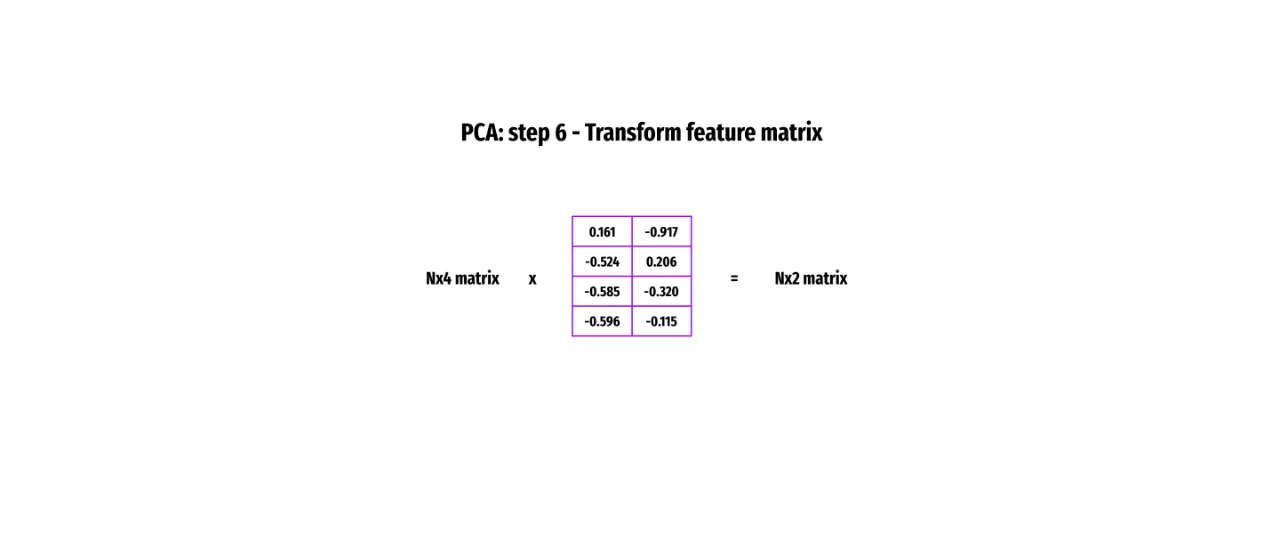 PCA: step 6 - Transform feature matrix
0.161 -0.917
-0.524 0.206
Nx4 matrix x = Nx2 matrix
-0.585 -0.320
-0.596 -0.115